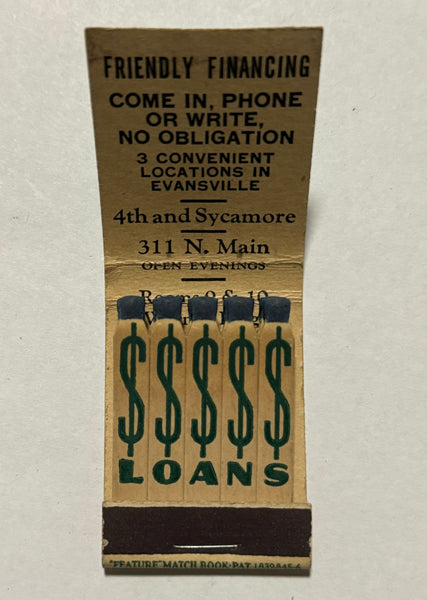 FRIENDLY FINANCING
COME IN, PHONE
OR WRITE,
NO OBLIGATION
3 CONVENIENT
LOCATIONS IN
EVANSVILLE
4th and Sycamore
311 N. Main
OPEN EVENINGS
$ $ $ $ $
LOANS
"FEATURE" MATCH BOOK PAT.